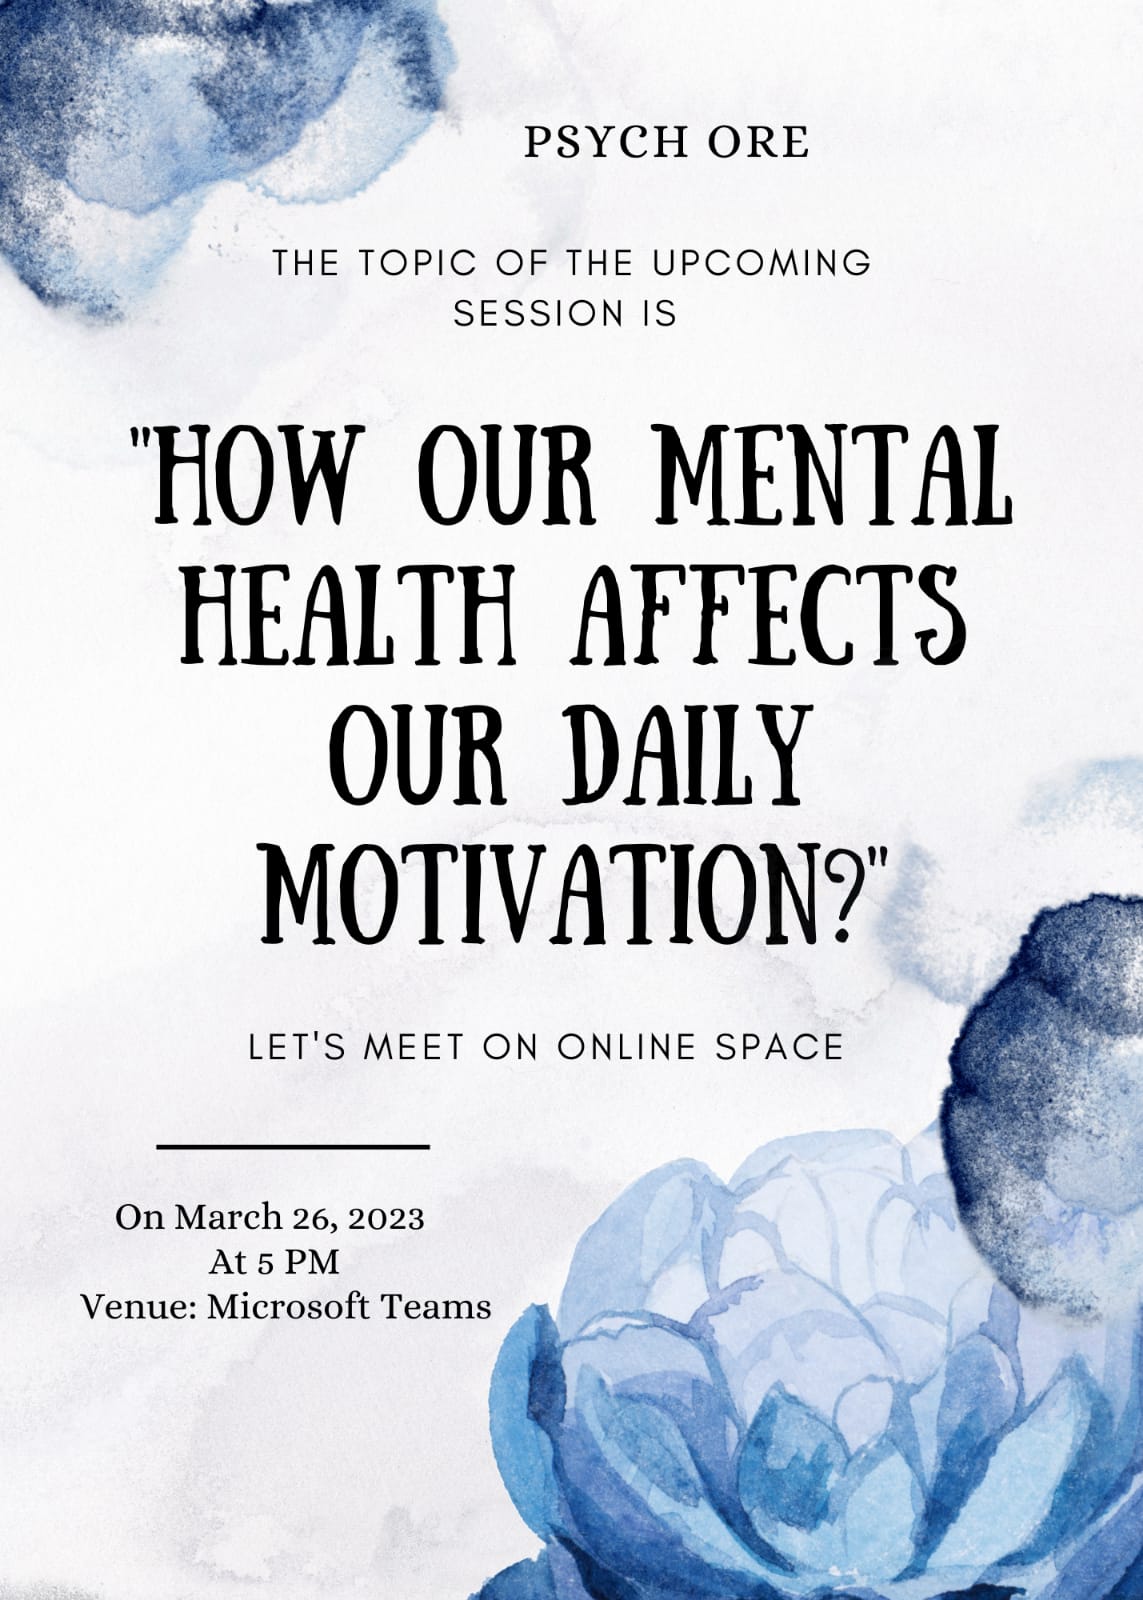 PSYCH ORE
THE TOPIC OF THE UPCOMING
SESSION IS
"HOW OUR MENTAL
HEALTH AFFECTS
OUR DAILY
MOTIVATION?"
LET'S MEET ON ONLINE SPACE
On March 26, 2023
At 5 PM
Venue: Microsoft Teams